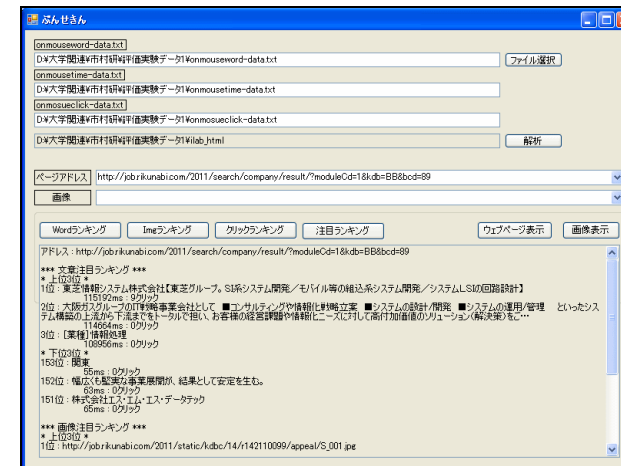 ぶんせきん
onmouseword-data.txt
D:¥大学関連¥市村研¥評価実験データ1¥onmouseword-data.txt
ファイル選択
onmousetime-data.txt
D:¥大学関連¥市村研¥評価実験データ1¥onmousetime-data.txt
onmosueclick-data.txt
D:¥大学関連¥市村研¥評価実験データ1¥onmosueclick-data.txt
D:¥大学関連¥市村研¥評価実験データ1¥ilab_html
解析
ページアドレス http://job.rikunabi.com/2011/search/company/result/?moduleCd=1&kdb=BB&bcd=89
画像
Wordランキング Imgランキング クリックランキング 注目ランキング ウェブページ表示 画像表示
アドレス : http://job.rikunabi.com/2011/search/company/result/?moduleCd=1&kdb=BB&bcd=89
*** 文章注目ランキング ***
* 上位3位 *
1位 : 東芝情報システム株式会社【東芝グループ。SI系システム開発／モバイル等の組込系システム開発／システムLSIの回路設計】
115192ms : 9クリック
2位 : 大阪ガスグループのIT戦略事業会社として ■コンサルティングや情報化戦略立案 ■システムの設計/開発 ■システムの運用/管理 といったシス
テム構築の上流から下流までをトータルで担い、お客様の経営課題や情報化ニーズに対して高付加価値のソリューション(解決策)をご…
114664ms : 0クリック
3位 : [業種]情報処理
108956ms : 0クリック
* 下位3位 *
153位 : 関東
55ms : 0クリック
152位 : 幅広くも堅実な事業展開が、結果として安定を生む。
63ms : 0クリック
151位 : 株式会社エス・エム・エス・データテック
65ms : 0クリック
*** 画像注目ランキング ***
* 上位3位 *
1位 : http://job.rikunabi.com/2011/static/kdbc/14/r142110099/appeal/S_001.jpg